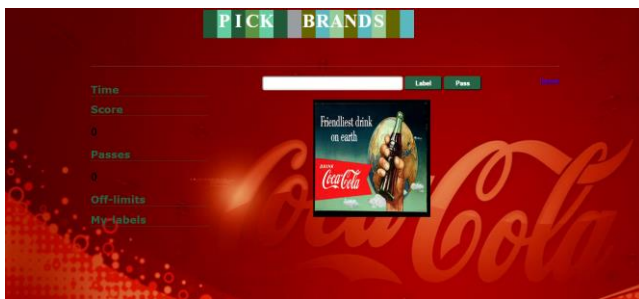 PICK BRANDS
Label Pass
Time
Score
0
Passes
0
Off-limits
My-labels
Friendliest drink
on earth
DRINK
Coca-Cola
Coca-Cola